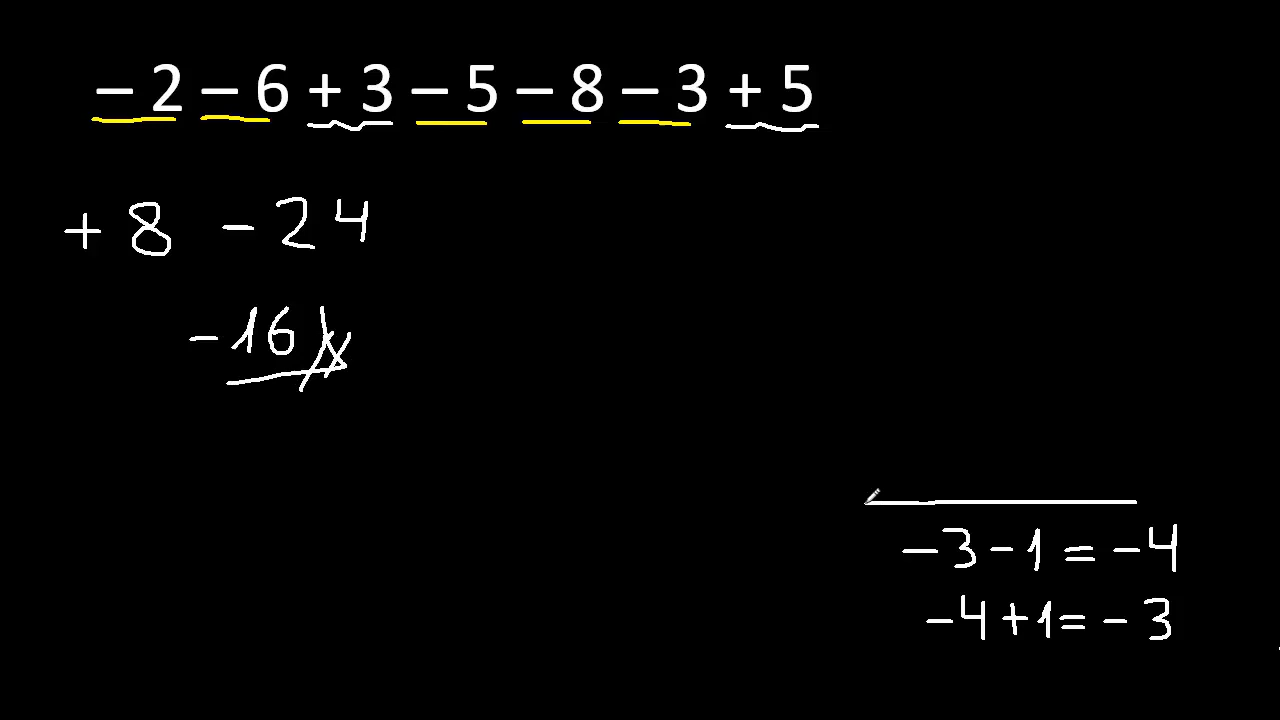 – 2 – 6 + 3 – 5 – 8 – 3 + 5
+ 8 - 24
- 16
-3-1=-4
-4+1=-3